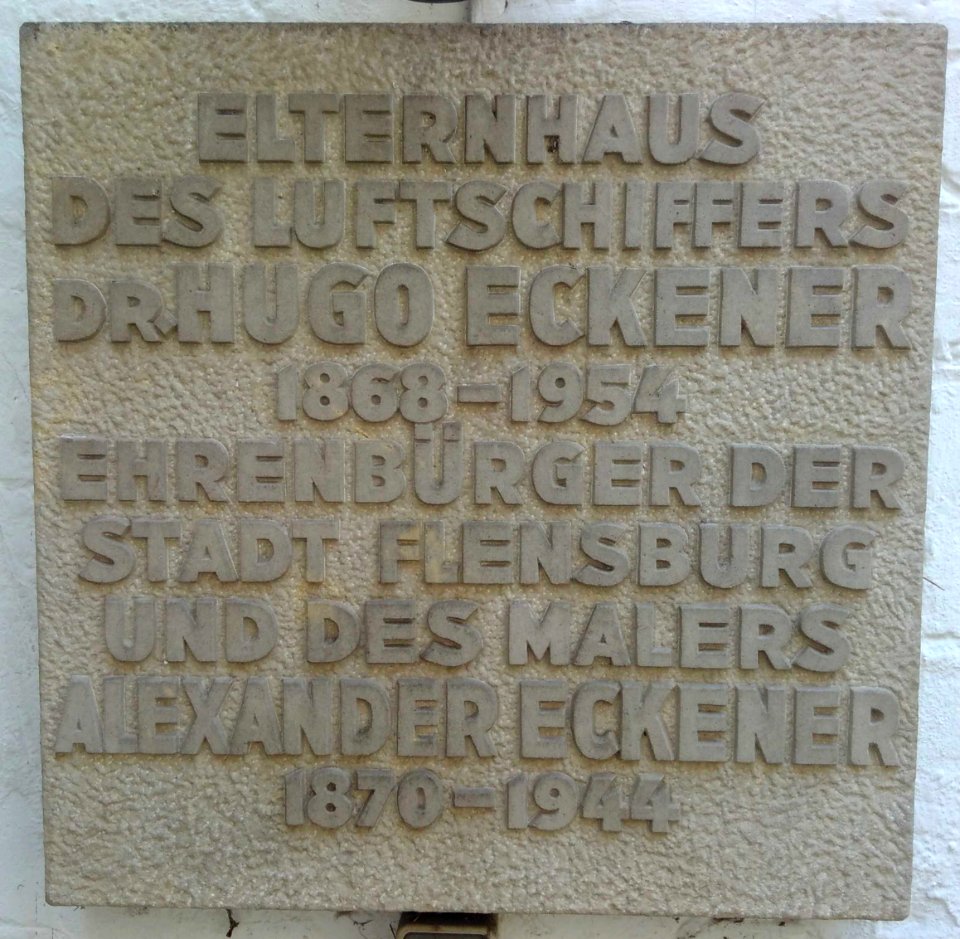 ELTERNHAUS
DES LUFTSCHIFFERS
DR. HUGO ECKENER
1868 – 1954
EHRENBÜRGER DER
STADT FLENSBURG
UND DES MALERS
ALEXANDER ECKENER
1870 – 1944